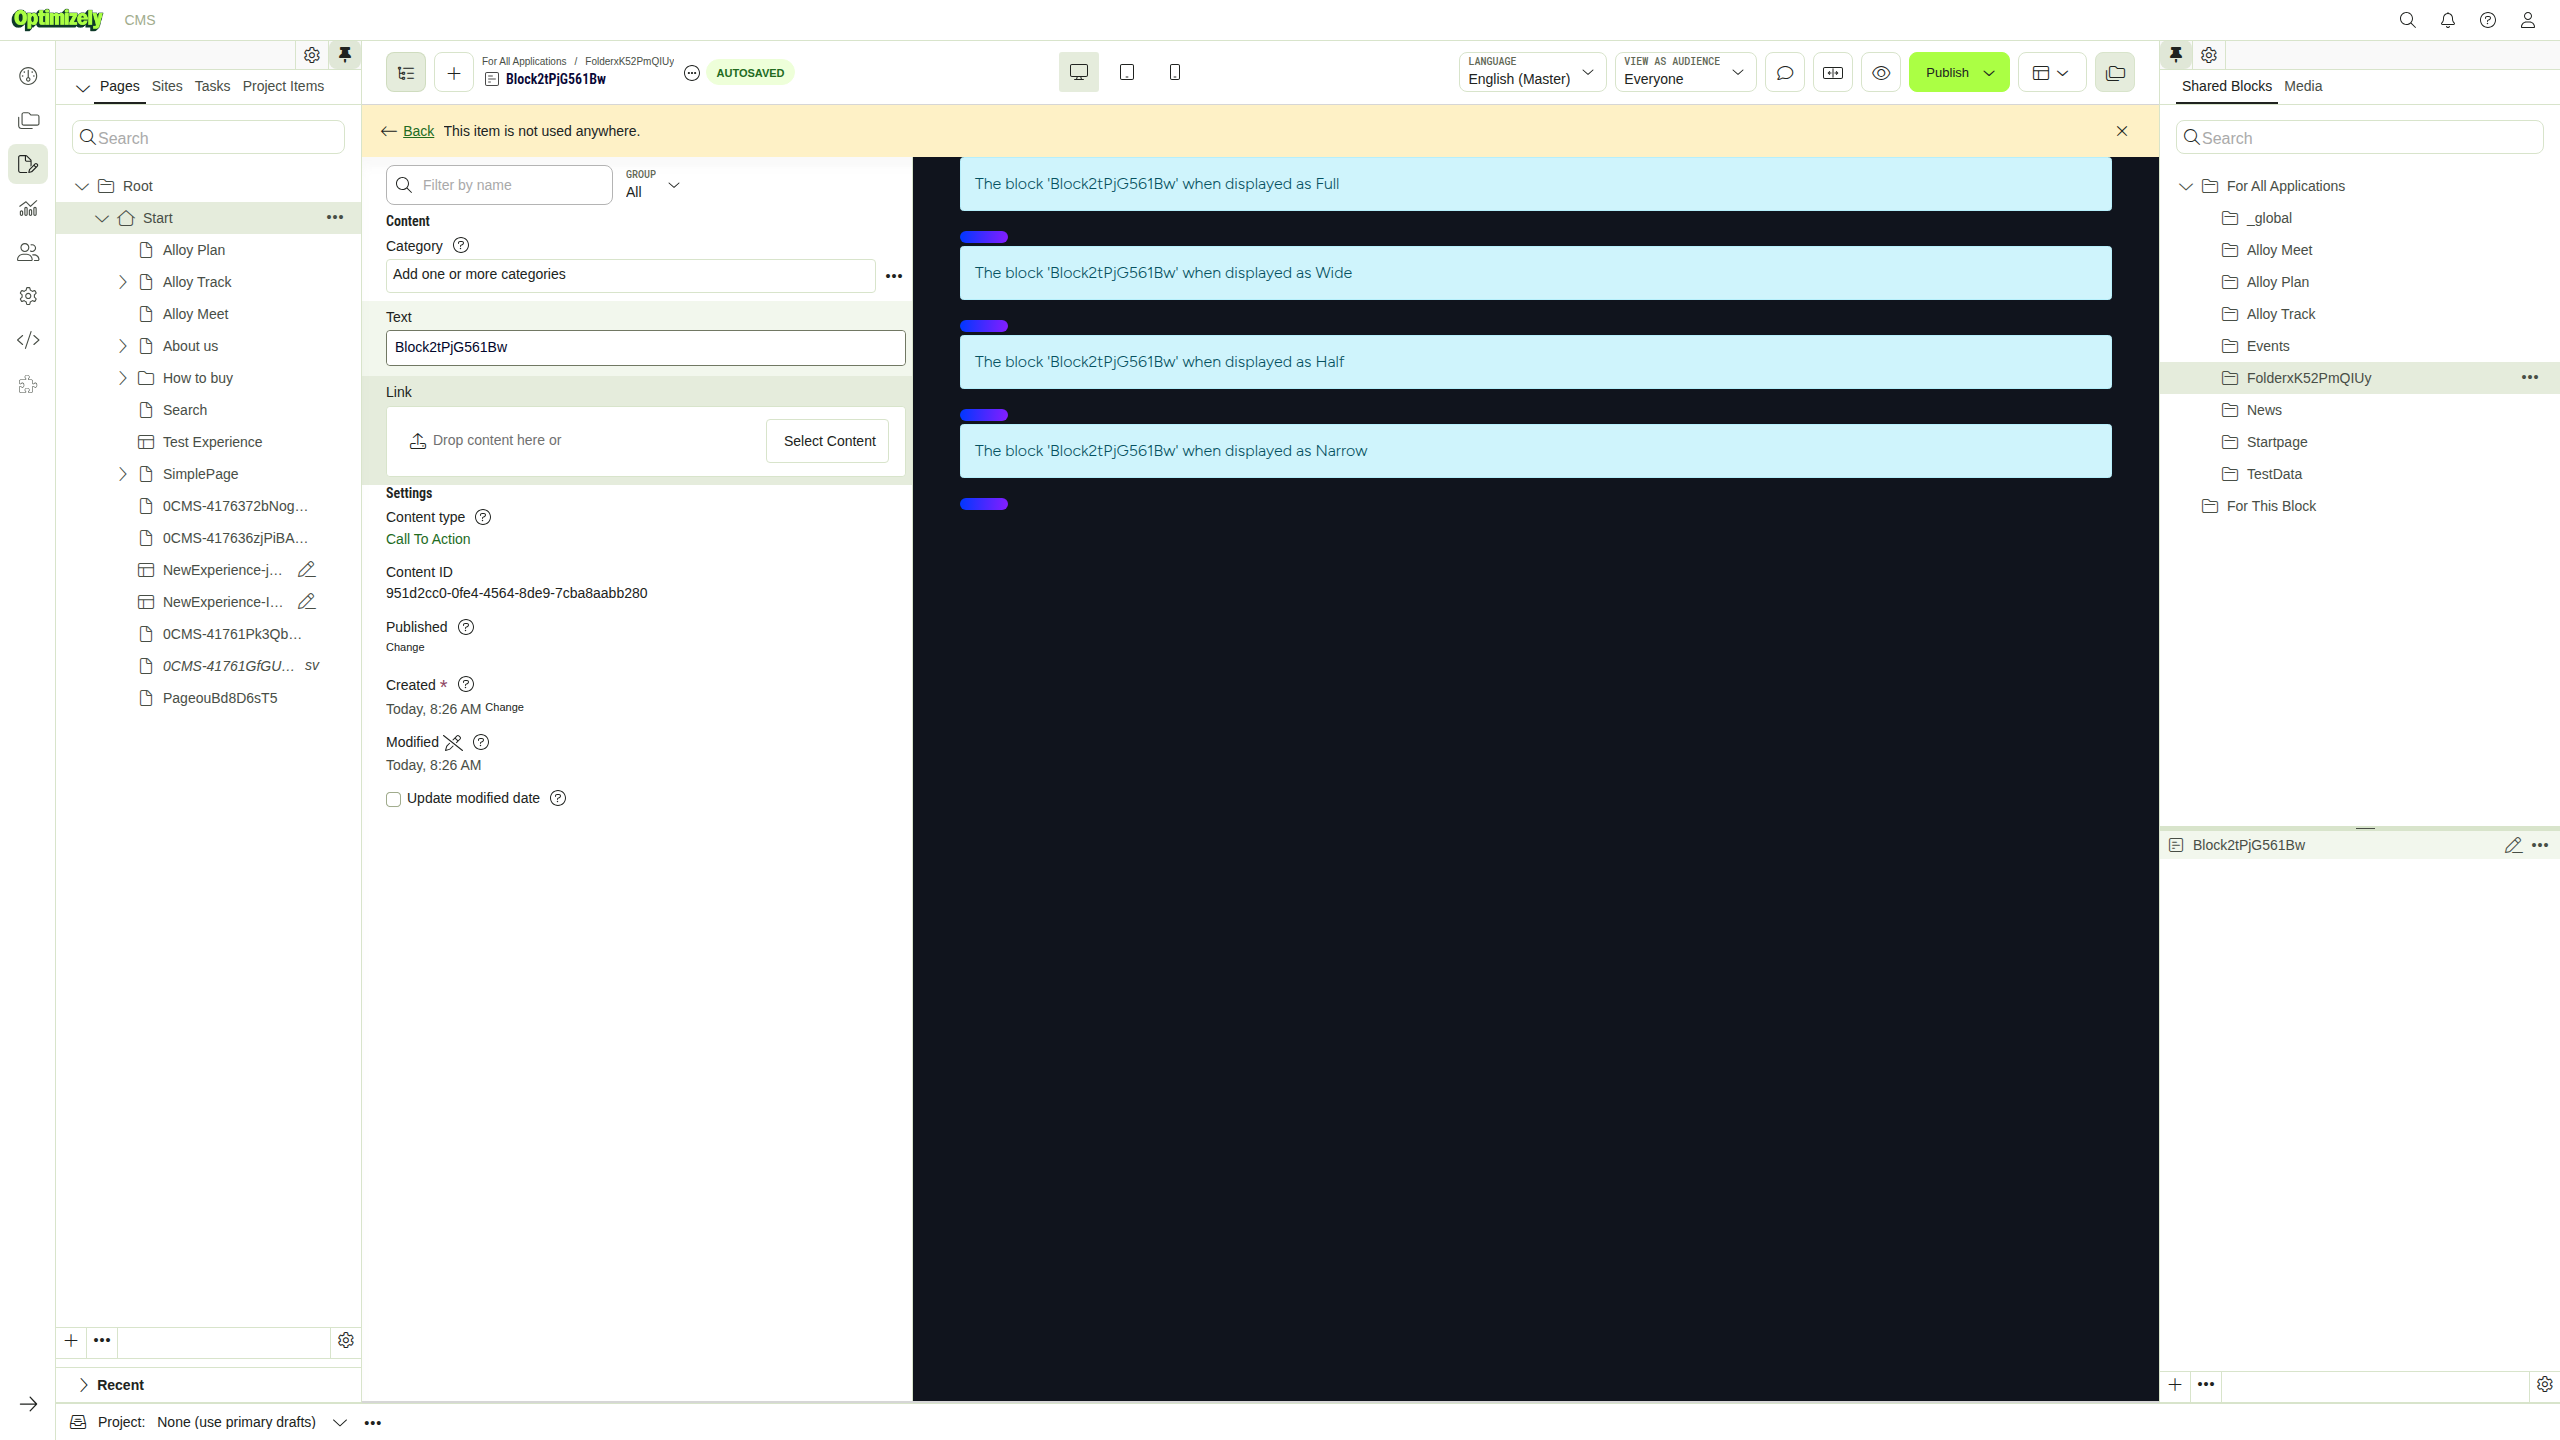 Optimizely CMS
Pages Sites Tasks Project Items
Search
Root
Start
Alloy Plan
Alloy Track
Alloy Meet
About us
How to buy
Search
Test Experience
SimplePage
0CMS-4176372bNog...
0CMS-417636zjPiBA...
NewExperience-j...
NewExperience-I...
0CMS-41761Pk3Qb...
0CMS-41761GfGU... sv
PageouBd8D6sT5
Recent
Project: None (use primary drafts)
For All Applications / FolderxK52PmQIUy
Block2tPjG561Bw
AUTOSAVED
LANGUAGE
English (Master)
VIEW AS AUDIENCE
Everyone
Publish
Back This item is not used anywhere.
Filter by name
GROUP
All
Content
Category
Add one or more categories
Text
Block2tPjG561Bw
Link
Drop content here or Select Content
Settings
Content type
Call To Action
Content ID
951d2cc0-0fe4-4564-8de9-7cba8aabb280
Published
Change
Created *
Today, 8:26 AM Change
Modified
Today, 8:26 AM
Update modified date
The block 'Block2tPjG561Bw' when displayed as Full
The block 'Block2tPjG561Bw' when displayed as Wide
The block 'Block2tPjG561Bw' when displayed as Half
The block 'Block2tPjG561Bw' when displayed as Narrow
Shared Blocks Media
Search
For All Applications
_global
Alloy Meet
Alloy Plan
Alloy Track
Events
FolderxK52PmQIUy
News
Startpage
TestData
For This Block
Block2tPjG561Bw